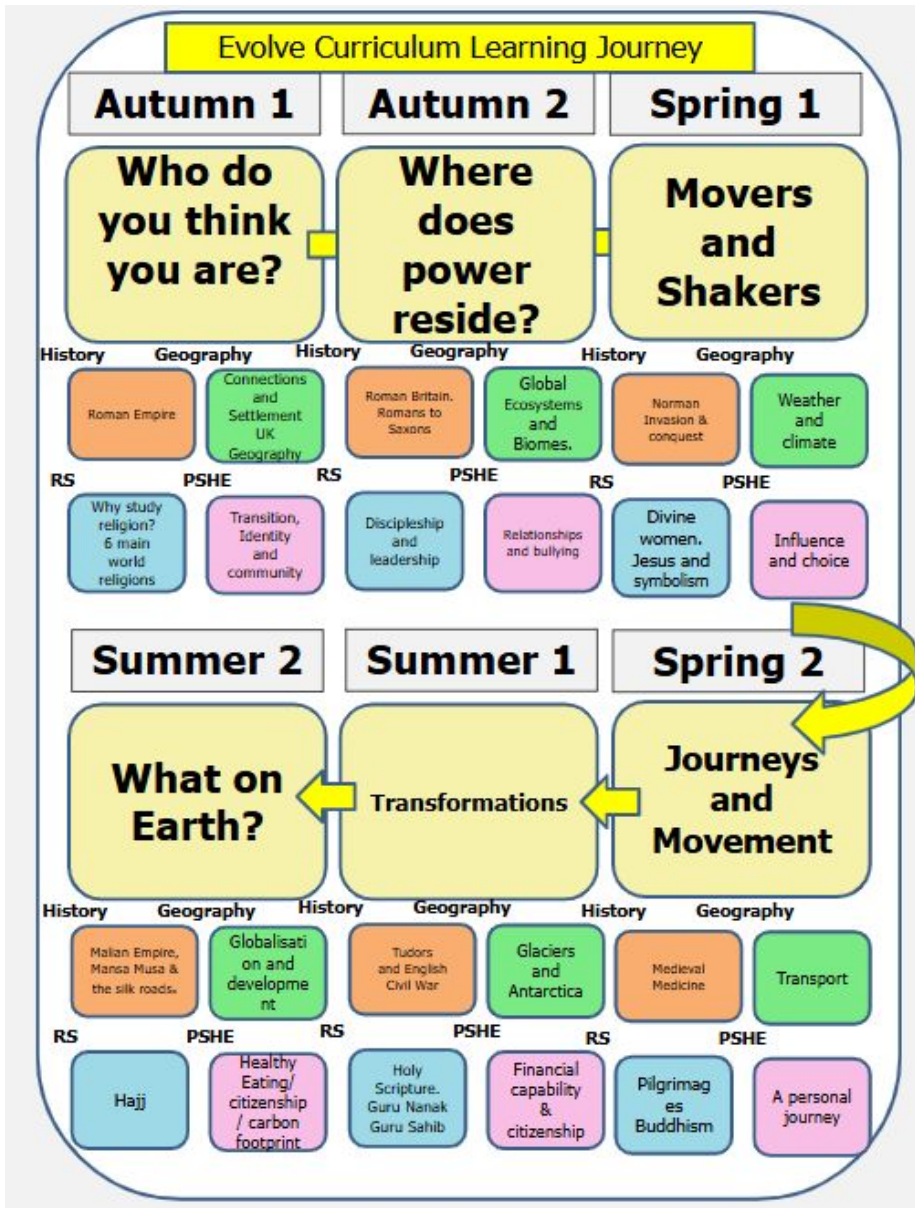 Evolve Curriculum Learning Journey
Autumn 1
Autumn 2
Spring 1
Who do
you think
you are?
Where
does
power
reside?
Movers
and
Shakers
History
Geography
History
Geography
History
Geography
Roman Empire
Connections
and
Settlement
UK
Geography
Roman Britain.
Romans to
Saxons
Global
Ecosystems
and
Biomes.
Norman
Invasion &
conquest
Weather
and
climate
RS
PSHE
RS
PSHE
RS
PSHE
Why study
religion?
6 main
world
religions
Transition,
Identity
and
community
Discipleship
and
leadership
Relationships
and bullying
Divine
women.
Jesus and
symbolism
Influence
and choice
Summer 2
Summer 1
Spring 2
What on
Earth?
Transformations
Journeys
and
Movement
History
Geography
History
Geography
History
Geography
Malian Empire,
Mansa Musa &
the silk roads.
Globalisati
on and
developme
nt
Tudors
and English
Civil War
Glaciers
and
Antarctica
Medieval
Medicine
Transport
RS
PSHE
RS
PSHE
RS
PSHE
Hajj
Healthy
Eating/
citizenship
/ carbon
footprint
Holy
Scripture.
Guru Nanak
Guru Sahib
Financial
capability
&
citizenship
Pilgrimag
es
Buddhism
A personal
journey